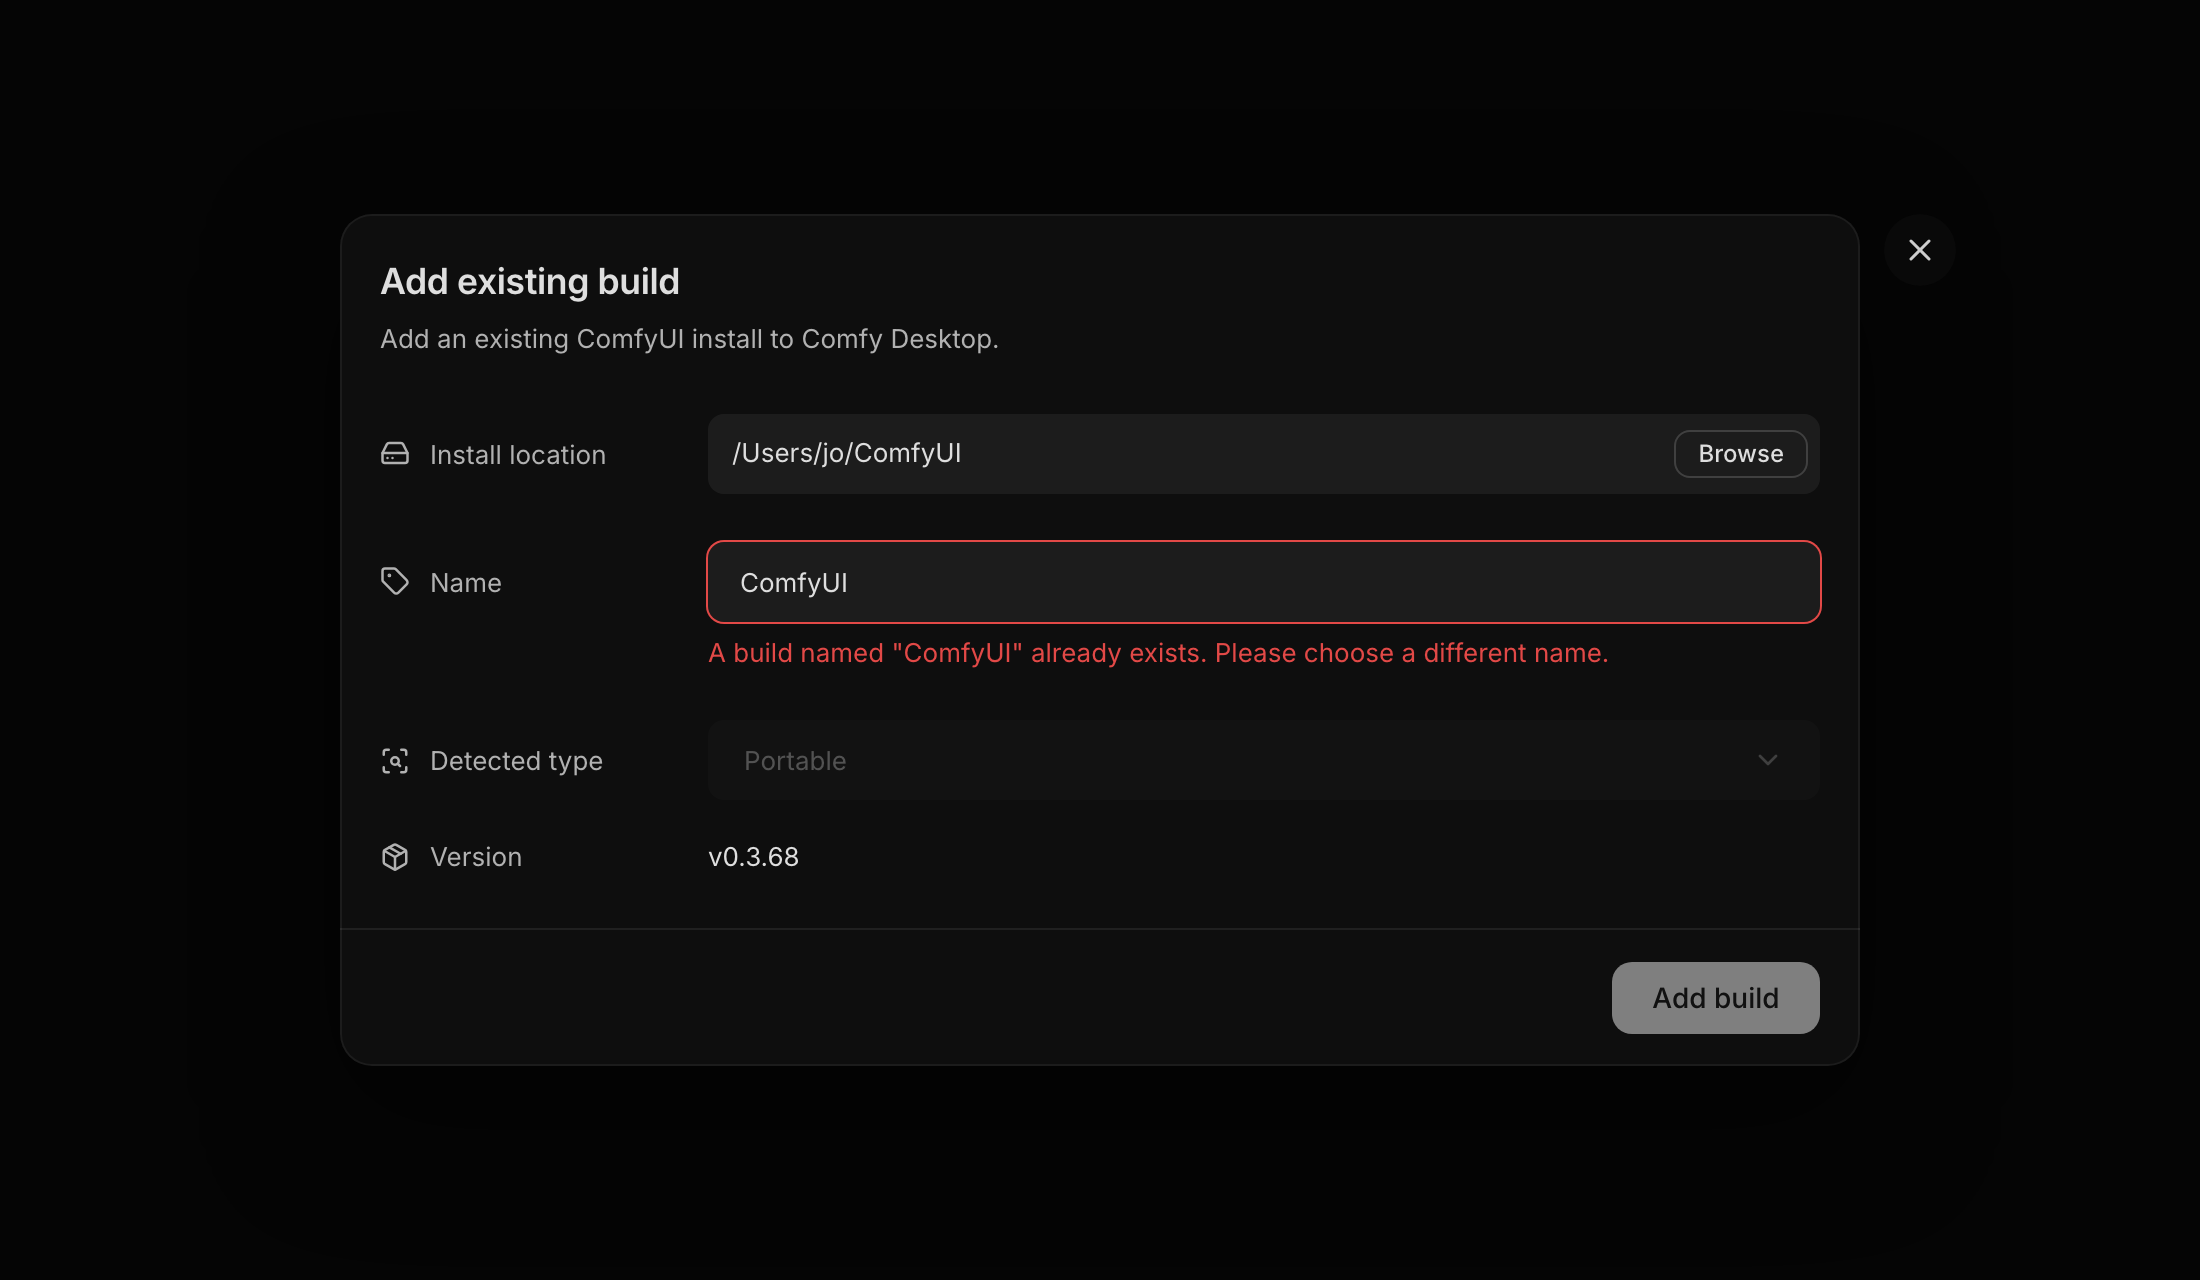 Add existing build
Add an existing ComfyUI install to Comfy Desktop.
Install location
/Users/jo/ComfyUI
Browse
Name
ComfyUI
A build named "ComfyUI" already exists. Please choose a different name.
Detected type
Portable
Version
v0.3.68
Add build